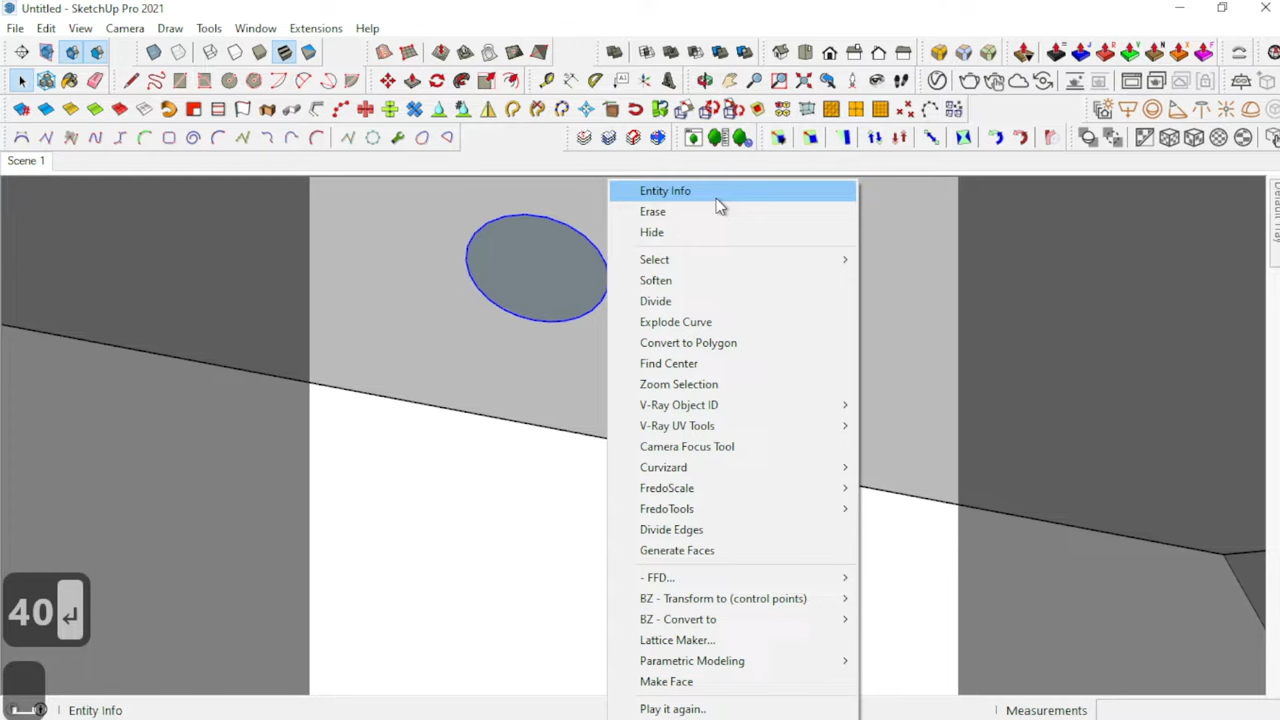 Untitled - SketchUp Pro 2021
File Edit View Camera Draw Tools Window Extensions Help
Scene 1
Default Tray
Entity Info
Erase
Hide
Select
Soften
Divide
Explode Curve
Convert to Polygon
Find Center
Zoom Selection
V-Ray Object ID
V-Ray UV Tools
Camera Focus Tool
Curvizard
FredoScale
FredoTools
Divide Edges
Generate Faces
- FFD...
BZ - Transform to (control points)
BZ - Convert to
Lattice Maker...
Parametric Modeling
Make Face
Play it again..
40
Entity Info
Measurements